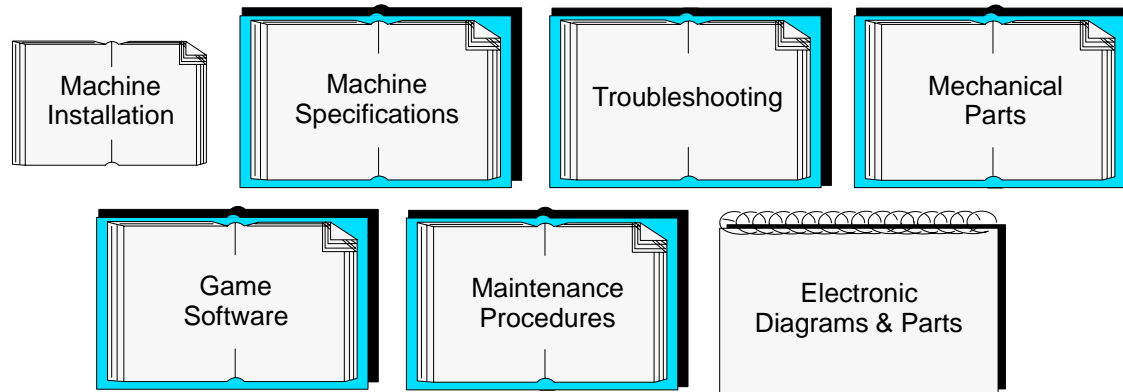 Machine
Installation
Machine
Specifications
Troubleshooting
Mechanical
Parts
Game
Software
Maintenance
Procedures
Electronic
Diagrams & Parts